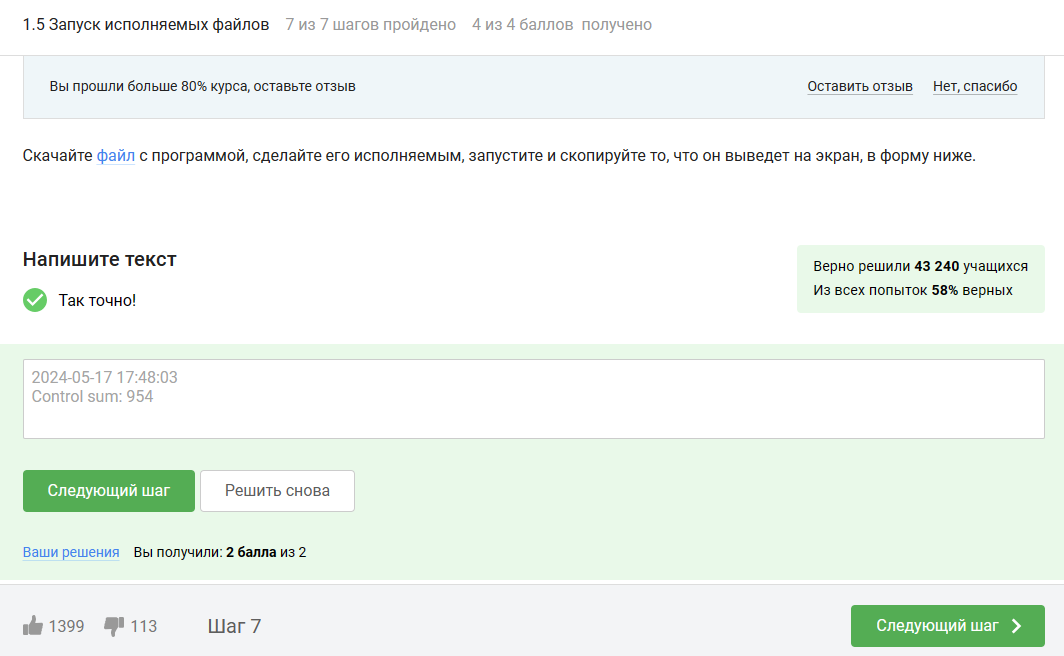 1.5 Запуск исполняемых файлов 7 из 7 шагов пройдено 4 из 4 баллов получено
Вы прошли больше 80% курса, оставьте отзыв Оставить отзыв Нет, спасибо
Скачайте файл с программой, сделайте его исполняемым, запустите и скопируйте то, что он выведет на экран, в форму ниже.
Напишите текст
Так точно!
Верно решили 43 240 учащихся
Из всех попыток 58% верных
2024-05-17 17:48:03
Control sum: 954
Следующий шаг Решить снова
Ваши решения Вы получили: 2 балла из 2
1399 113 Шаг 7 Следующий шаг